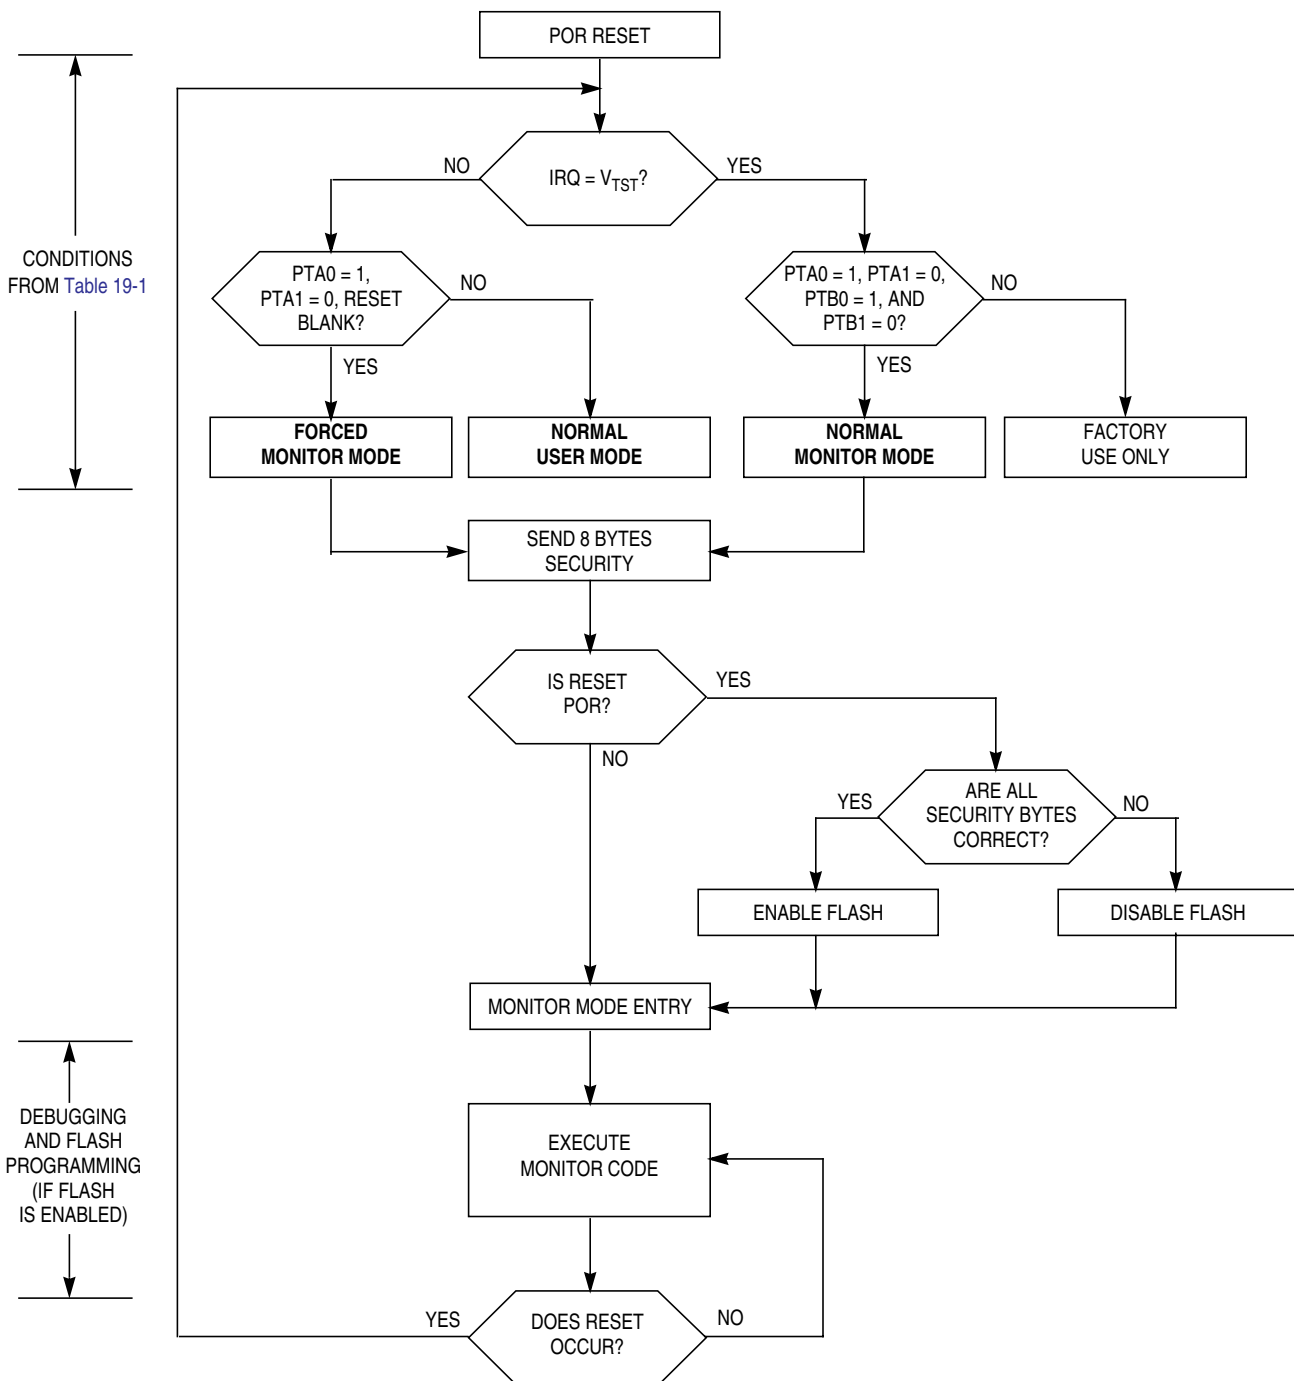 POR RESET
NO
YES
IRQ = VTST?
CONDITIONS
FROM Table 19-1
PTA0 = 1,
PTA1 = 0, RESET
BLANK?
NO
YES
PTA0 = 1, PTA1 = 0,
PTB0 = 1, AND
PTB1 = 0?
NO
YES
FORCED
MONITOR MODE
NORMAL
USER MODE
NORMAL
MONITOR MODE
FACTORY
USE ONLY
SEND 8 BYTES
SECURITY
IS RESET
POR?
YES
NO
ARE ALL
SECURITY BYTES
CORRECT?
YES
NO
ENABLE FLASH
DISABLE FLASH
MONITOR MODE ENTRY
DEBUGGING
AND FLASH
PROGRAMMING
(IF FLASH
IS ENABLED)
EXECUTE
MONITOR CODE
YES
DOES RESET
OCCUR?
NO